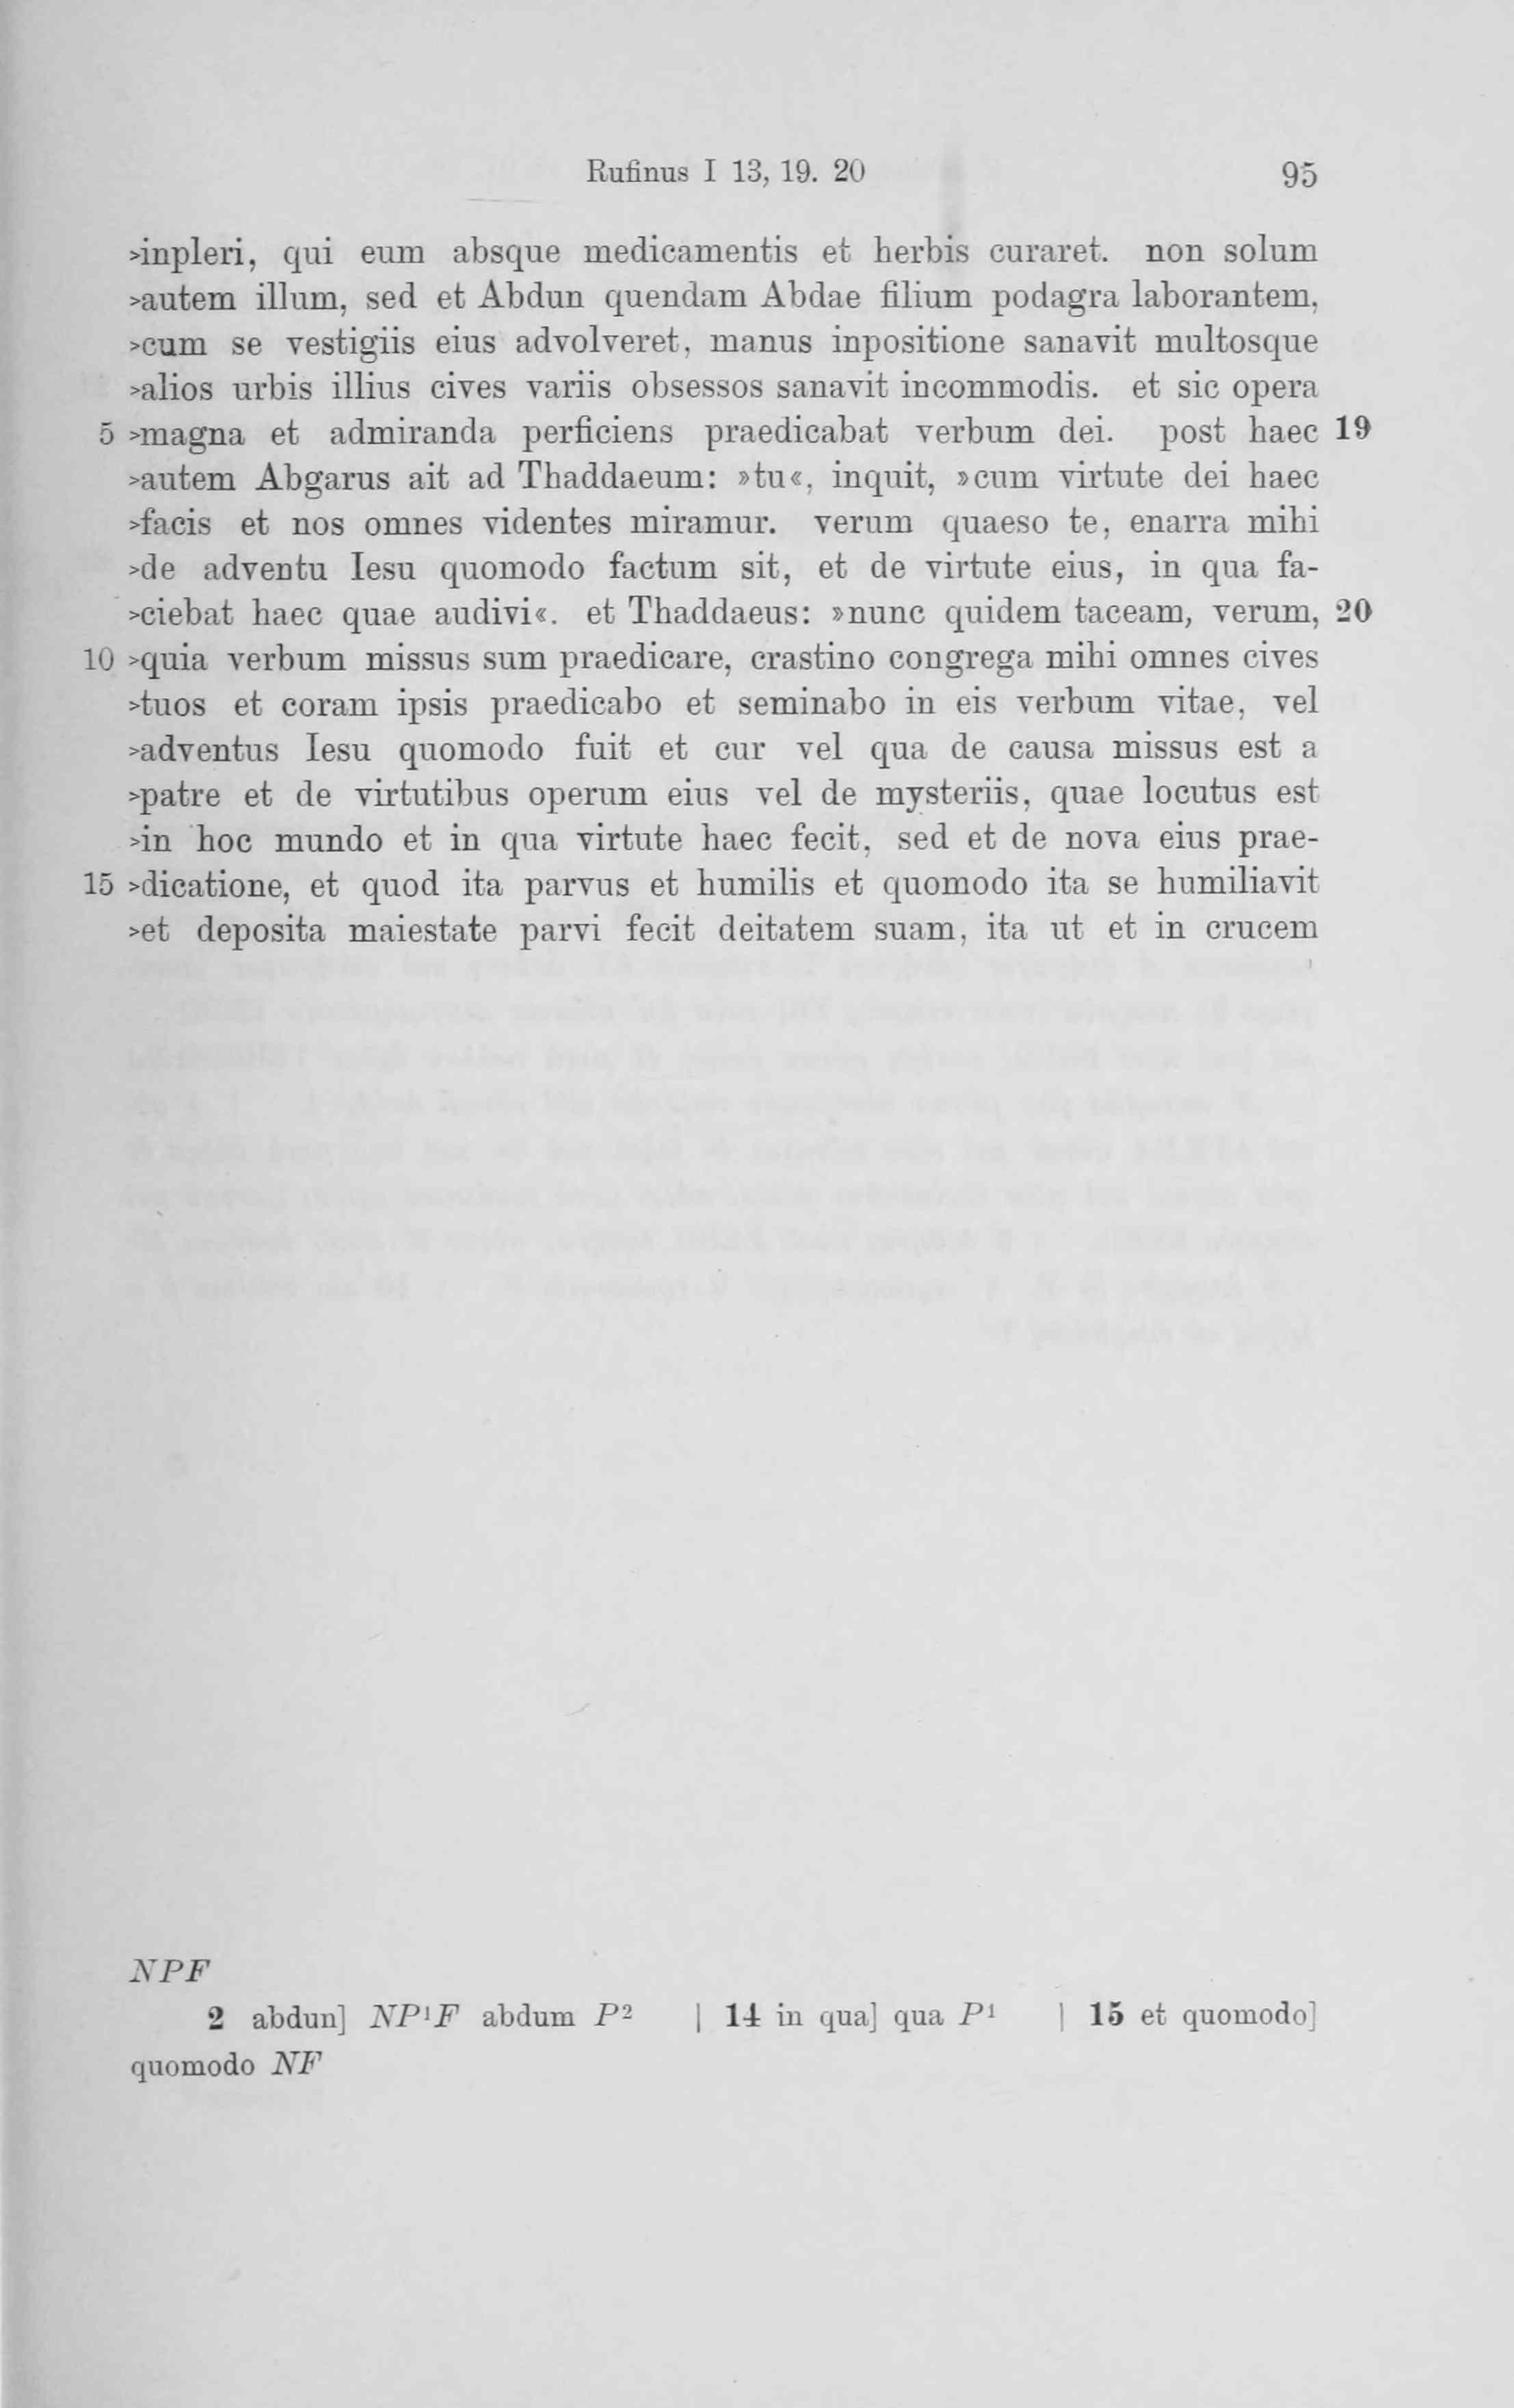 Rufinus I 13, 19. 20 95
>inpleri, qui eum absque medicamentis et herbis curaret. non solum
>autem illum, sed et Abdun quendam Abdae filium podagra laborantem,
>cum se vestigiis eius advolveret, manus inpositione sanavit multosque
>alios urbis illius cives variis obsessos sanavit incommodis. et sic opera
5 >magna et admiranda perficiens praedicabat verbum dei. post haec 19
>autem Abgarus ait ad Thaddaeum: »tu«, inquit, »cum virtute dei haec
>facis et nos omnes videntes miramur. verum quaeso te, enarra mihi
>de adventu Iesu quomodo factum sit, et de virtute eius, in qua fa-
>ciebat haec quae audivi«. et Thaddaeus: »nunc quidem taceam, verum, 20
10 >quia verbum missus sum praedicare, crastino congrega mihi omnes cives
>tuos et coram ipsis praedicabo et seminabo in eis verbum vitae, vel
>adventus Iesu quomodo fuit et cur vel qua de causa missus est a
>patre et de virtutibus operum eius vel de mysteriis, quae locutus est
>in hoc mundo et in qua virtute haec fecit, sed et de nova eius prae-
15 >dicatione, et quod ita parvus et humilis et quomodo ita se humiliavit
>et deposita maiestate parvi fecit deitatem suam, ita ut et in crucem
NPF
2 abdun] NP¹F abdum P² | 14 in qua] qua P¹ | 15 et quomodo]
quomodo NF